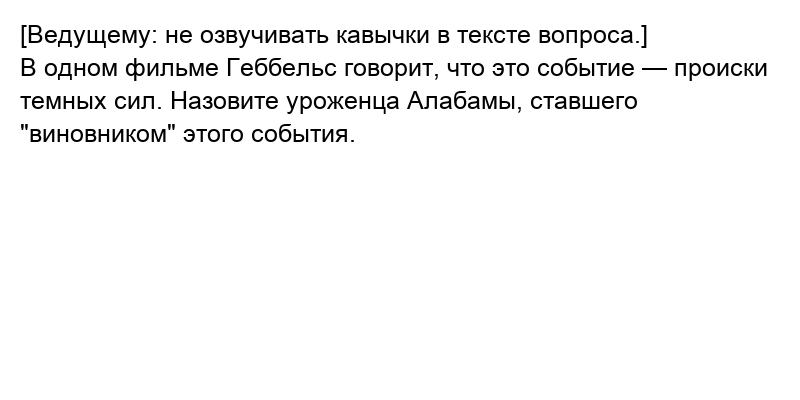 [Ведущему: не озвучивать кавычки в тексте вопроса.]
В одном фильме Геббельс говорит, что это событие — происки
темных сил. Назовите уроженца Алабамы, ставшего
"виновником" этого события.